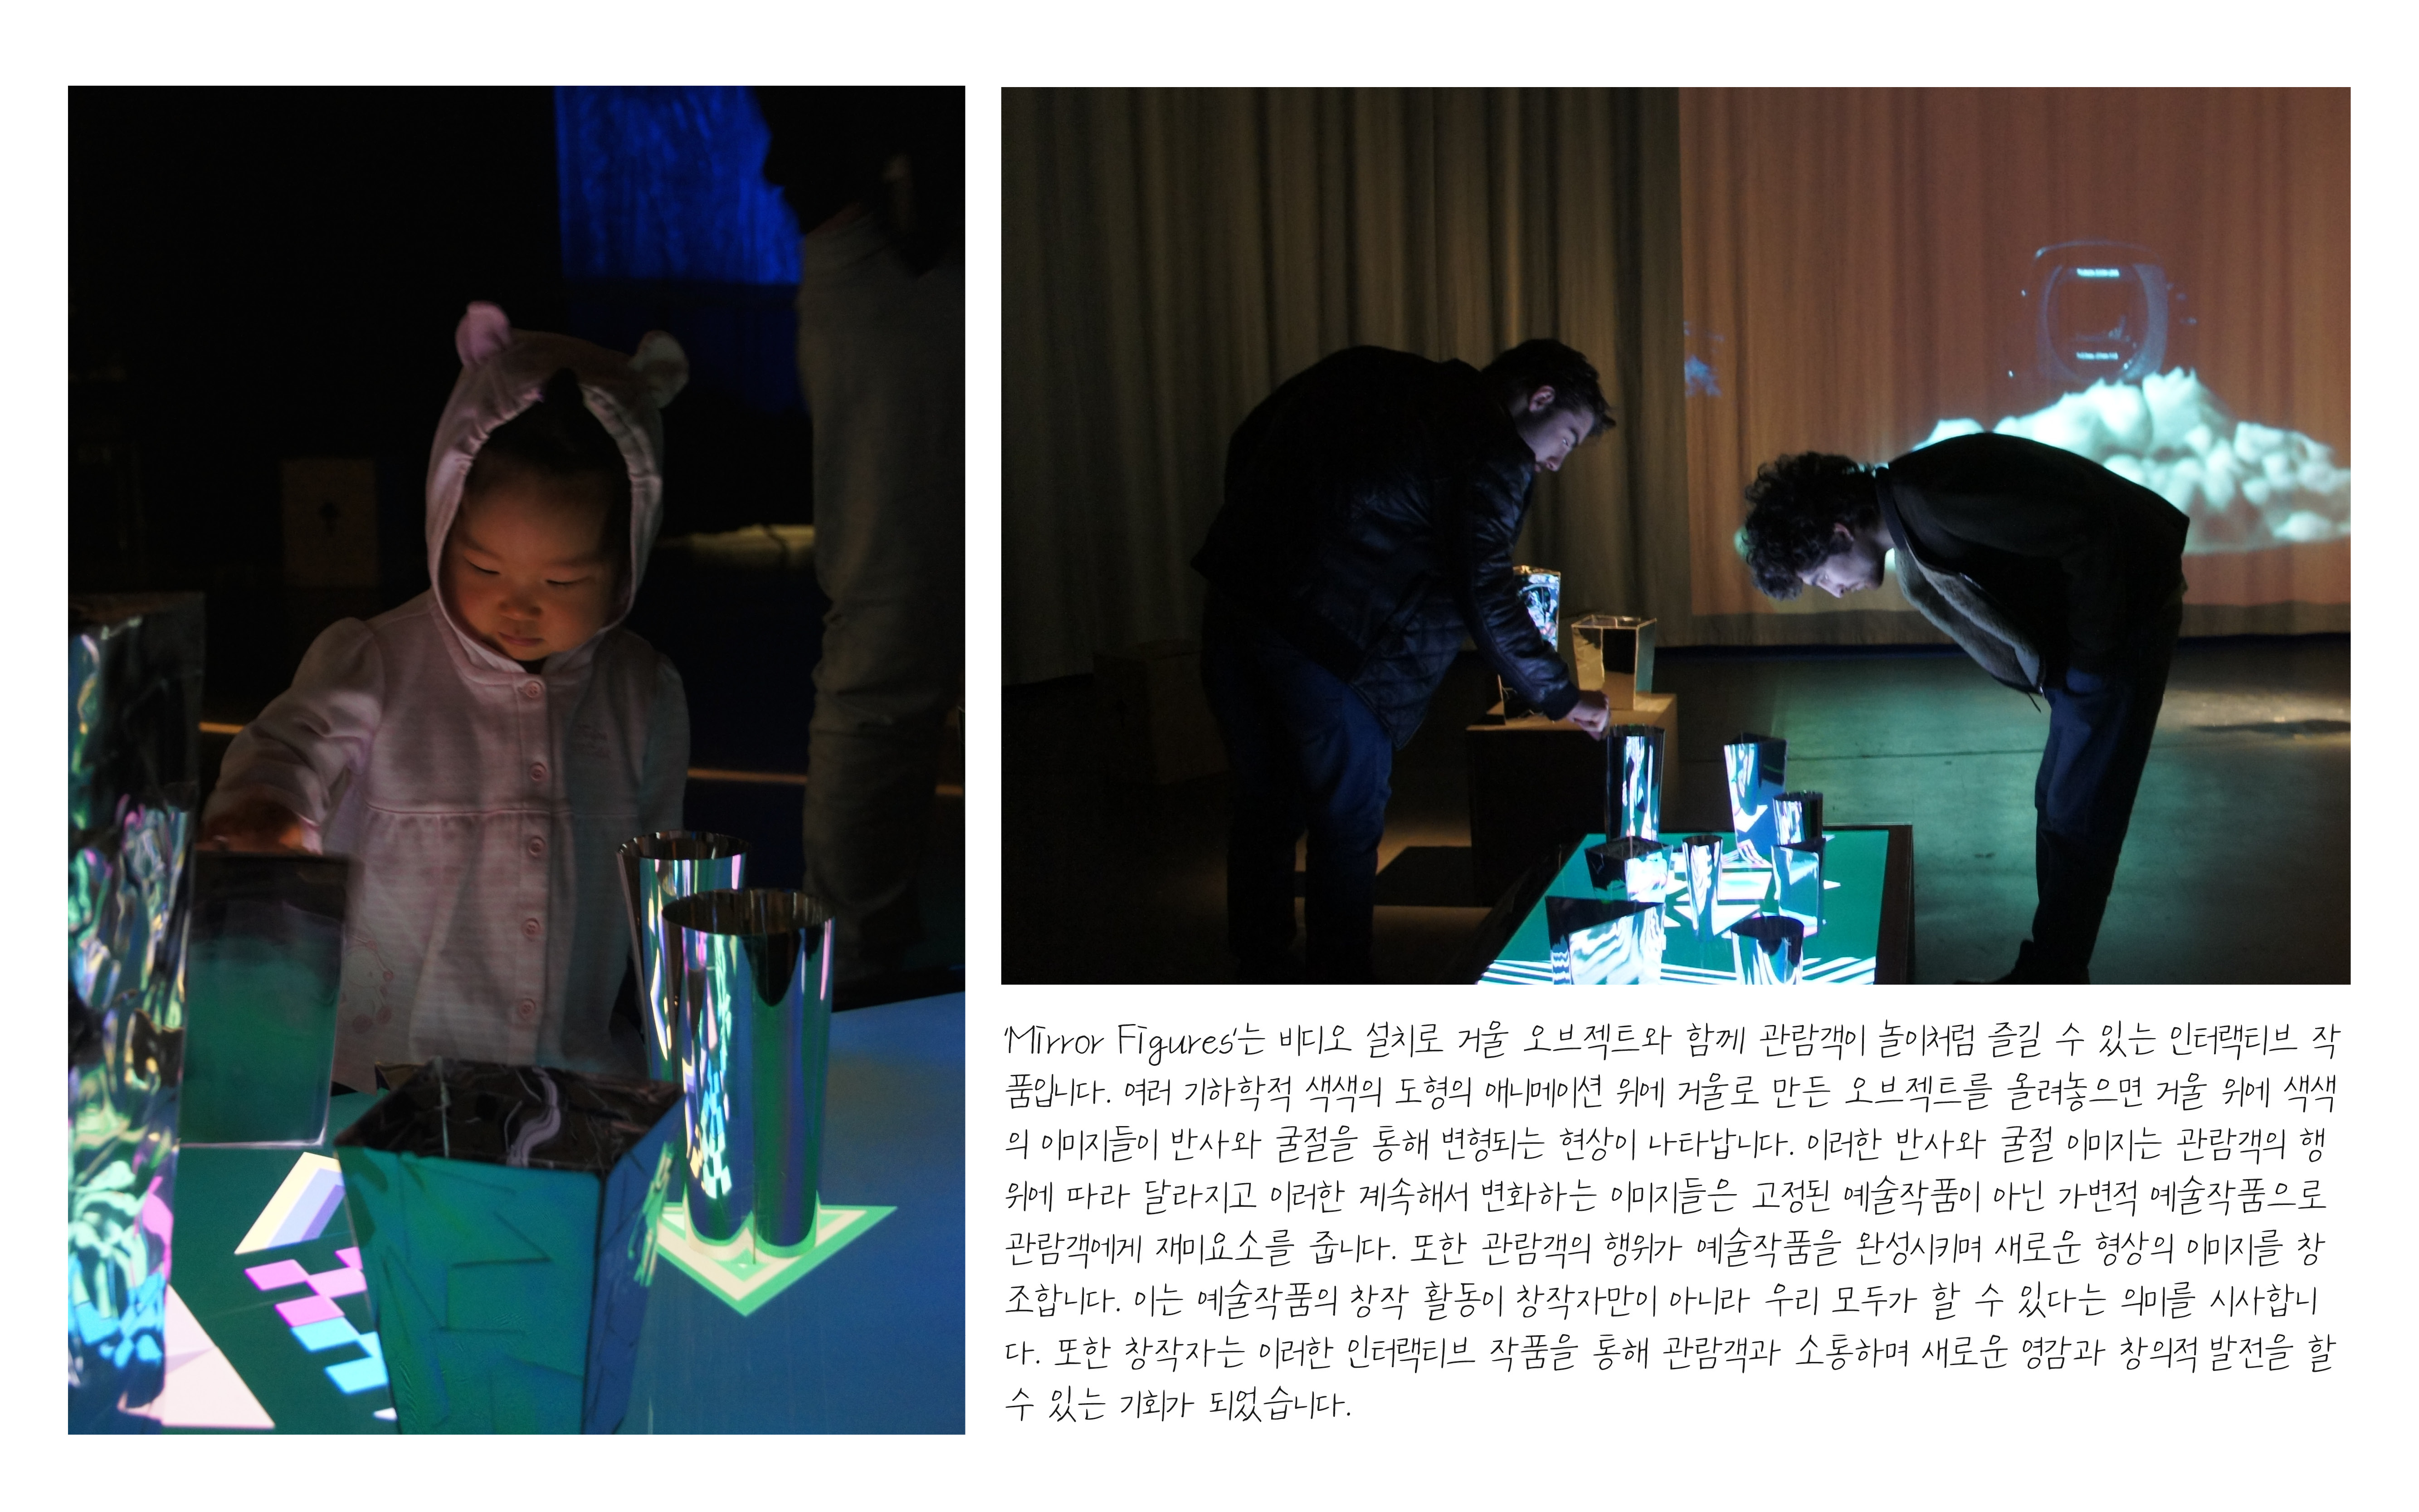 'Mirror Figures'는 비디오 설치로 거울 오브젝트와 함께 관람객이 놀이처럼 즐길 수 있는 인터랙티브 작
품입니다. 여러 기하학적 색색의 도형의 애니메이션 위에 거울로 만든 오브젝트를 올려놓으면 거울 위에 색색
의 이미지들이 반사와 굴절을 통해 변형되는 현상이 나타납니다. 이러한 반사와 굴절 이미지는 관람객의 행
위에 따라 달라지고 이러한 계속해서 변화하는 이미지들은 고정된 예술작품이 아닌 가변적 예술작품으로
관람객에게 재미요소를 줍니다. 또한 관람객의 행위가 예술작품을 완성시키며 새로운 형상의 이미지를 창
조합니다. 이는 예술작품의 창작 활동이 창작자만이 아니라 우리 모두가 할 수 있다는 의미를 시사합니
다. 또한 창작자는 이러한 인터랙티브 작품을 통해 관람객과 소통하며 새로운 영감과 창의적 발전을 할
수 있는 기회가 되었습니다.